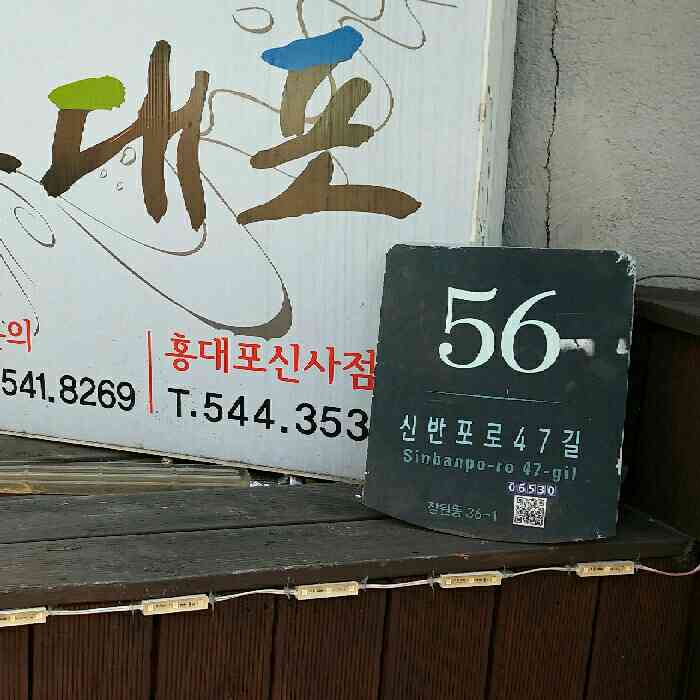 대포
541.8269
홍대포신사점
T.544.353
56
신반포로47길
Sinbanpo-ro 47-gil
06530
잠원동 36-1